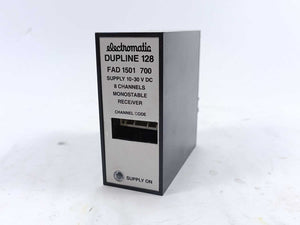 electromatic
DUPLINE 128
FAD 1501 700
SUPPLY 10-30 V DC
8 CHANNELS
MONOSTABLE
RECEIVER
CHANNEL CODE
SUPPLY ON